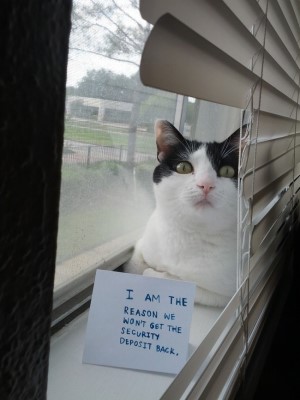 I AM THE
REASON WE
WON'T GET THE
SECURITY
DEPOSIT BACK.